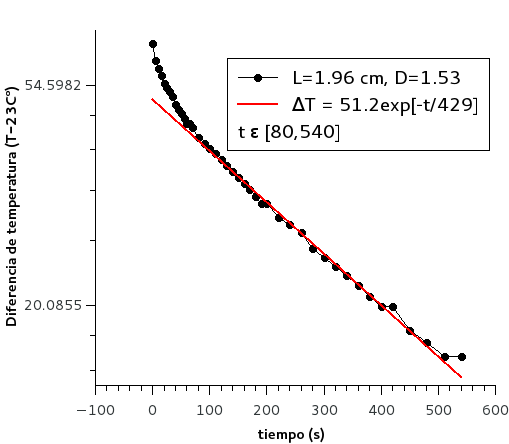 L=1.96 cm, D=1.53
ΔT = 51.2exp[-t/429]
t ε [80,540]
54.5982
20.0855
Diferencia de temperatura (T−23Cº)
−100 0 100 200 300 400 500 600
tiempo (s)